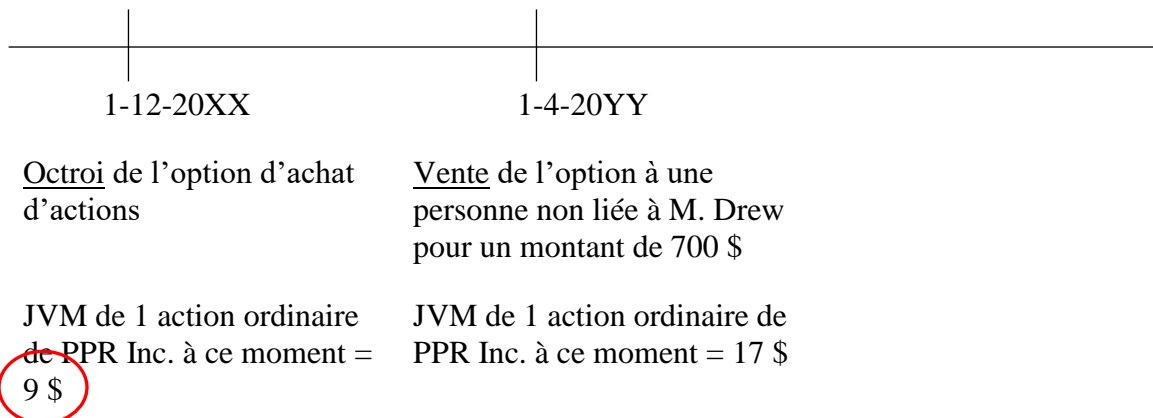 1-12-20XX
1-4-20YY
Octroi de l’option d’achat
d’actions
Vente de l’option à une
personne non liée à M. Drew
pour un montant de 700 $
JVM de 1 action ordinaire
de PPR Inc. à ce moment =
9 $
JVM de 1 action ordinaire de
PPR Inc. à ce moment = 17 $